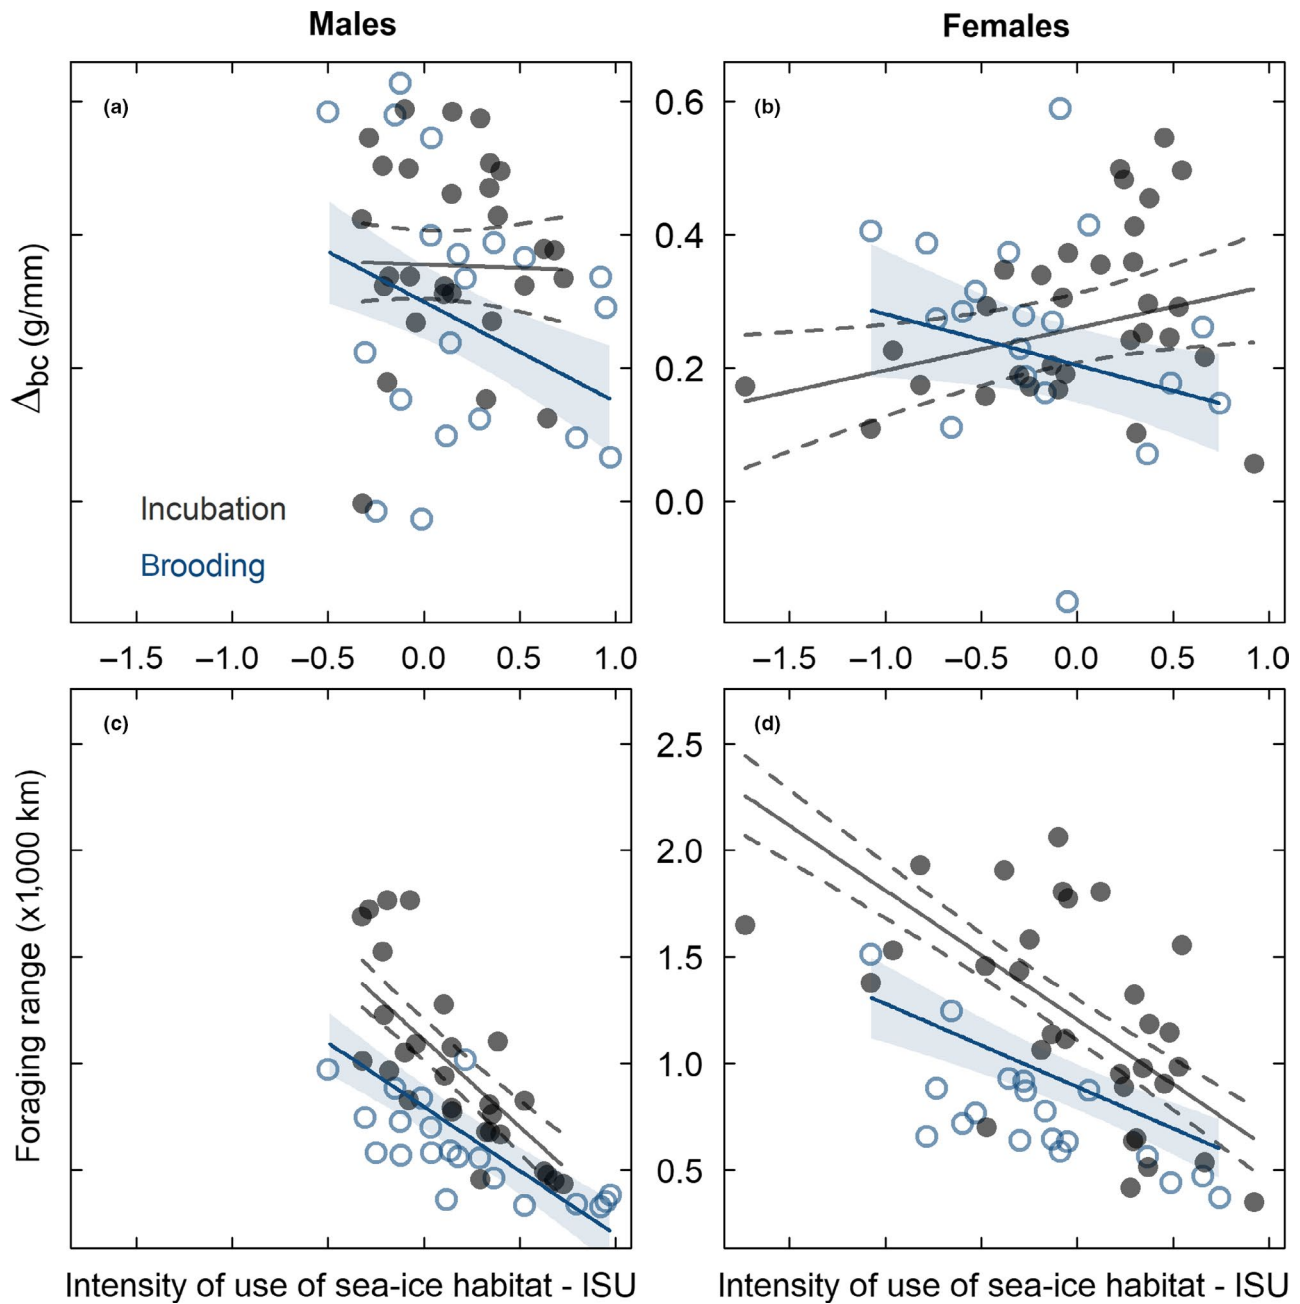 Males Females
(a) (b)
0.6
0.4
0.2
0.0
Δbc (g/mm)
Incubation
Brooding
−1.5 −1.0 −0.5 0.0 0.5 1.0 −1.5 −1.0 −0.5 0.0 0.5 1.0
(c) (d)
2.5
2.0
1.5
1.0
0.5
Foraging range (x1,000 km)
Intensity of use of sea-ice habitat - ISU Intensity of use of sea-ice habitat - ISU